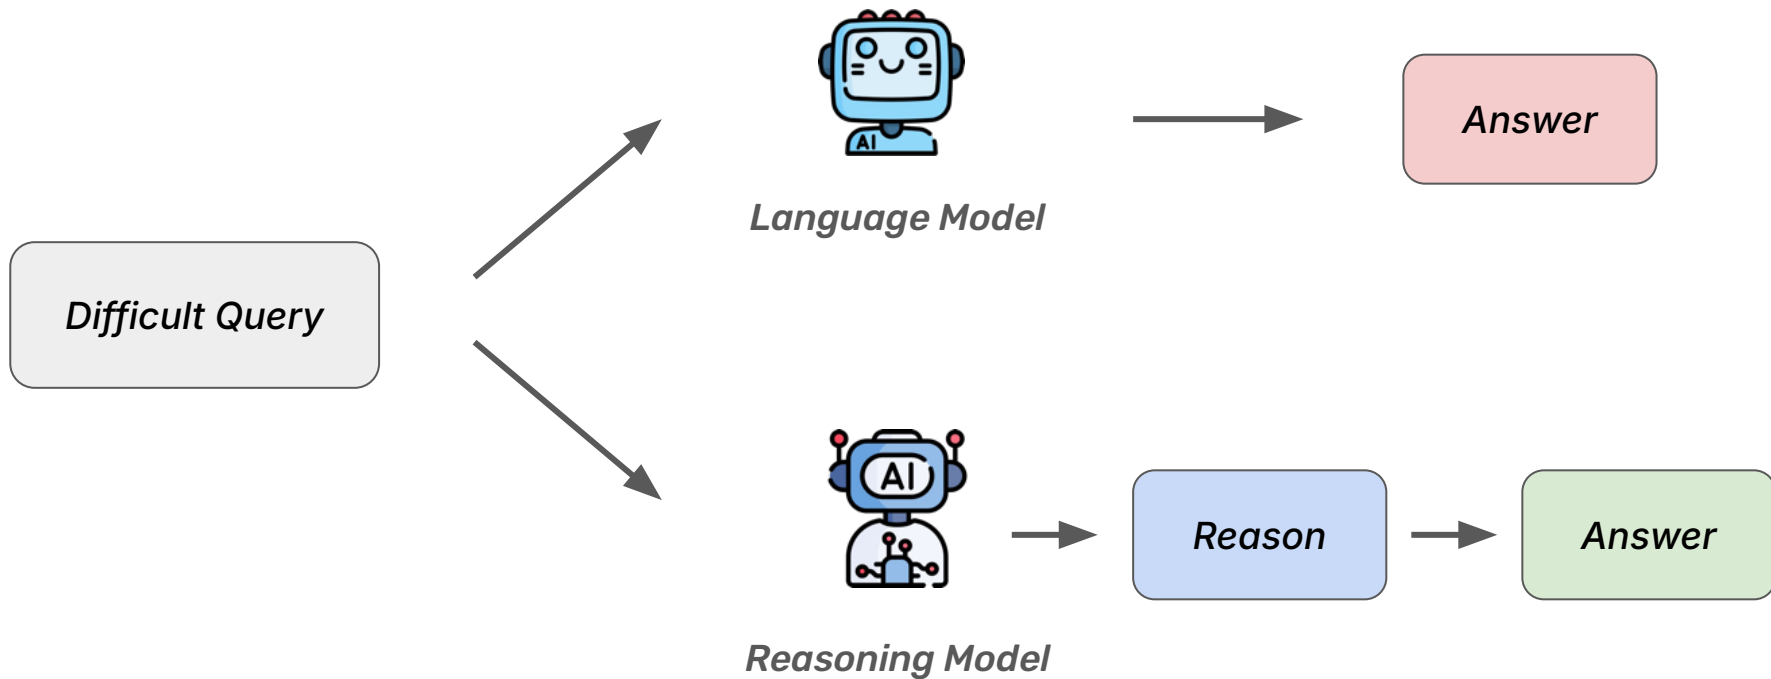 AI
Language Model
Answer
Difficult Query
AI
Reasoning Model
Reason
Answer